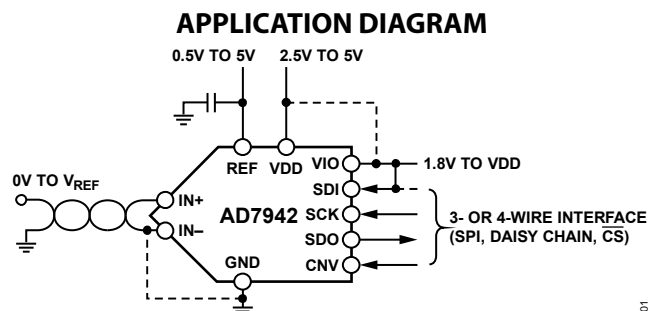 APPLICATION DIAGRAM
0.5V TO 5V
2.5V TO 5V
REF
VDD
VIO
1.8V TO VDD
SDI
0V TO VREF
IN+
AD7942
SCK
3- OR 4-WIRE INTERFACE
(SPI, DAISY CHAIN, CS)
IN–
SDO
GND
CNV
01